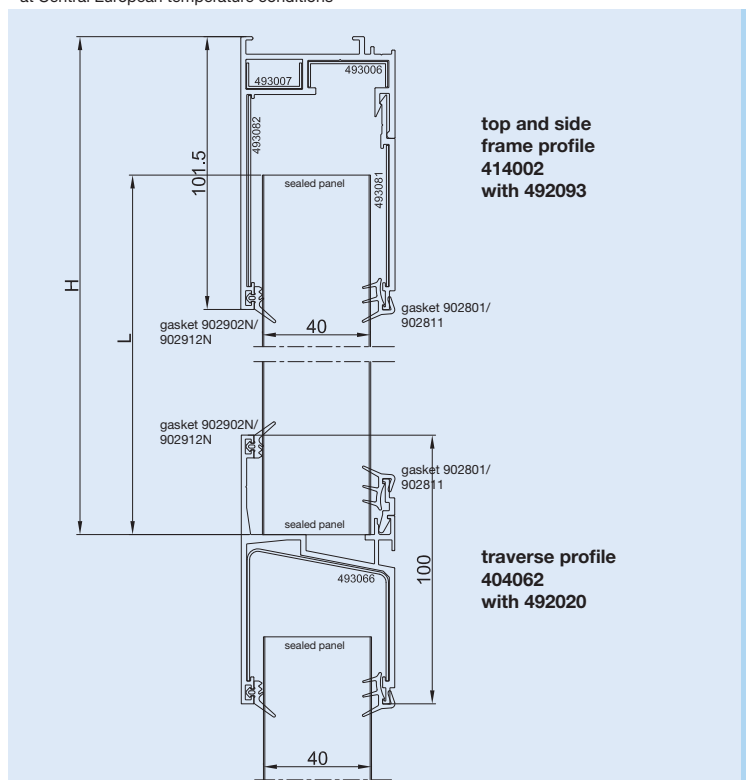 at Central European temperature conditions
493006
493007
493082
101.5
sealed panel
493081
top and side
frame profile
414002
with 492093
H
L
gasket 902902N/
902912N
40
gasket 902801/
902811
gasket 902902N/
902912N
gasket 902801/
902811
sealed panel
100
493066
traverse profile
404062
with 492020
sealed panel
40